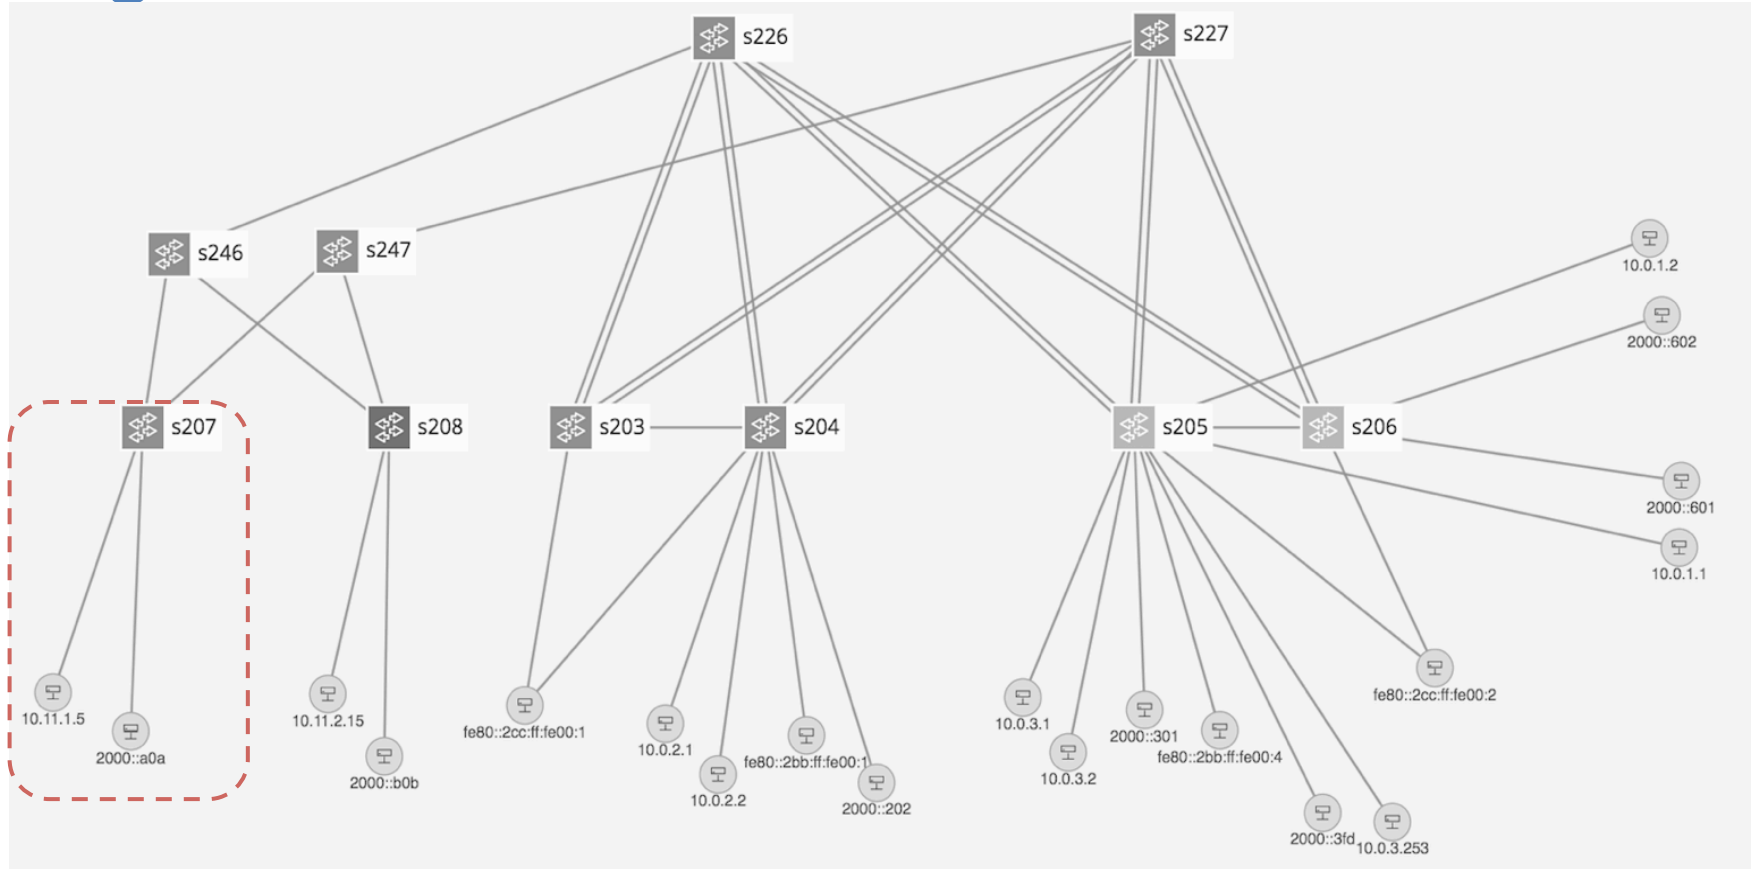 s226
s227
s246
s247
10.0.1.2
2000::602
s207
s208
s203
s204
s205
s206
2000::601
10.0.1.1
10.11.1.5
2000::a0a
10.11.2.15
2000::b0b
fe80::2cc:ff:fe00:1
10.0.2.1
10.0.2.2
fe80::2bb:ff:fe00:1
2000::202
10.0.3.1
10.0.3.2
2000::301
fe80::2bb:ff:fe00:4
2000::3fd
10.0.3.253
fe80::2cc:ff:fe00:2